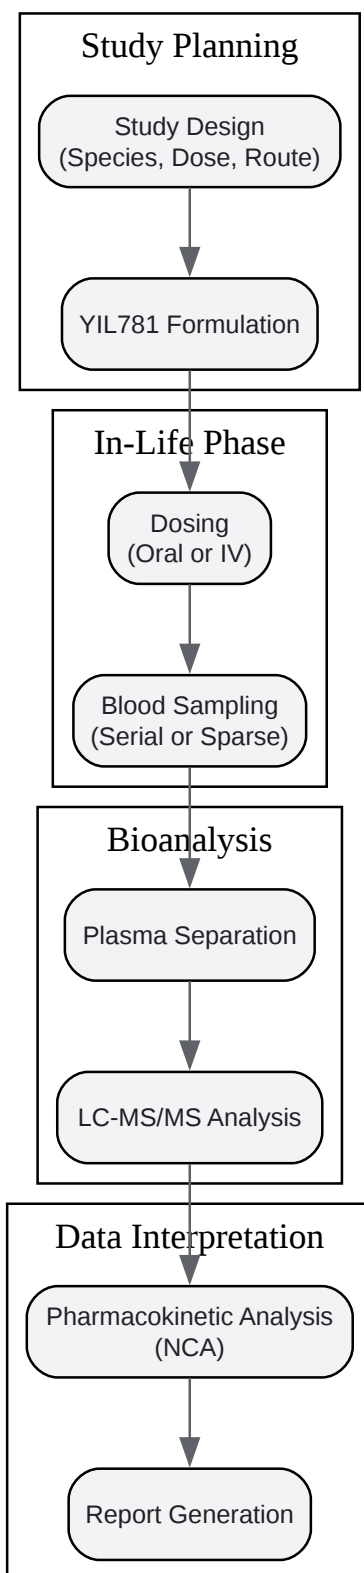 Study Planning
Study Design
(Species, Dose, Route)
YIL781 Formulation
In-Life Phase
Dosing
(Oral or IV)
Blood Sampling
(Serial or Sparse)
Bioanalysis
Plasma Separation
LC-MS/MS Analysis
Data Interpretation
Pharmacokinetic Analysis
(NCA)
Report Generation